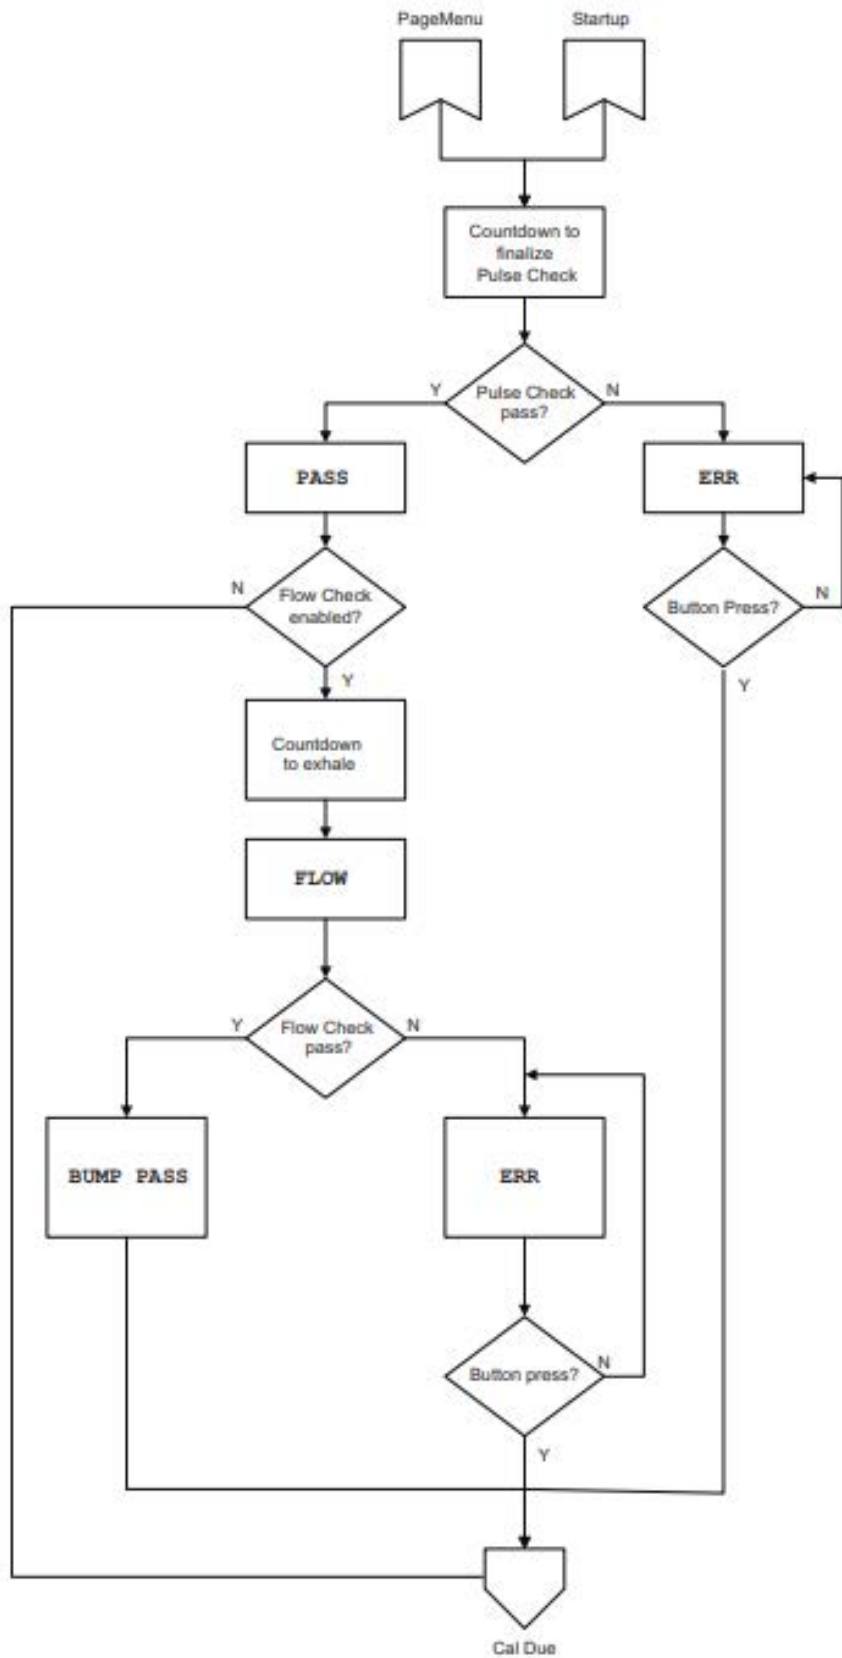 PageMenu
Startup
Countdown to
finalize
Pulse Check
Y
Pulse Check
pass?
N
PASS
ERR
N
Flow Check
enabled?
Button Press?
N
Y
Y
Countdown
to exhale
FLOW
Y
Flow Check
pass?
N
BUMP PASS
ERR
Button press?
N
Y
Cal Due